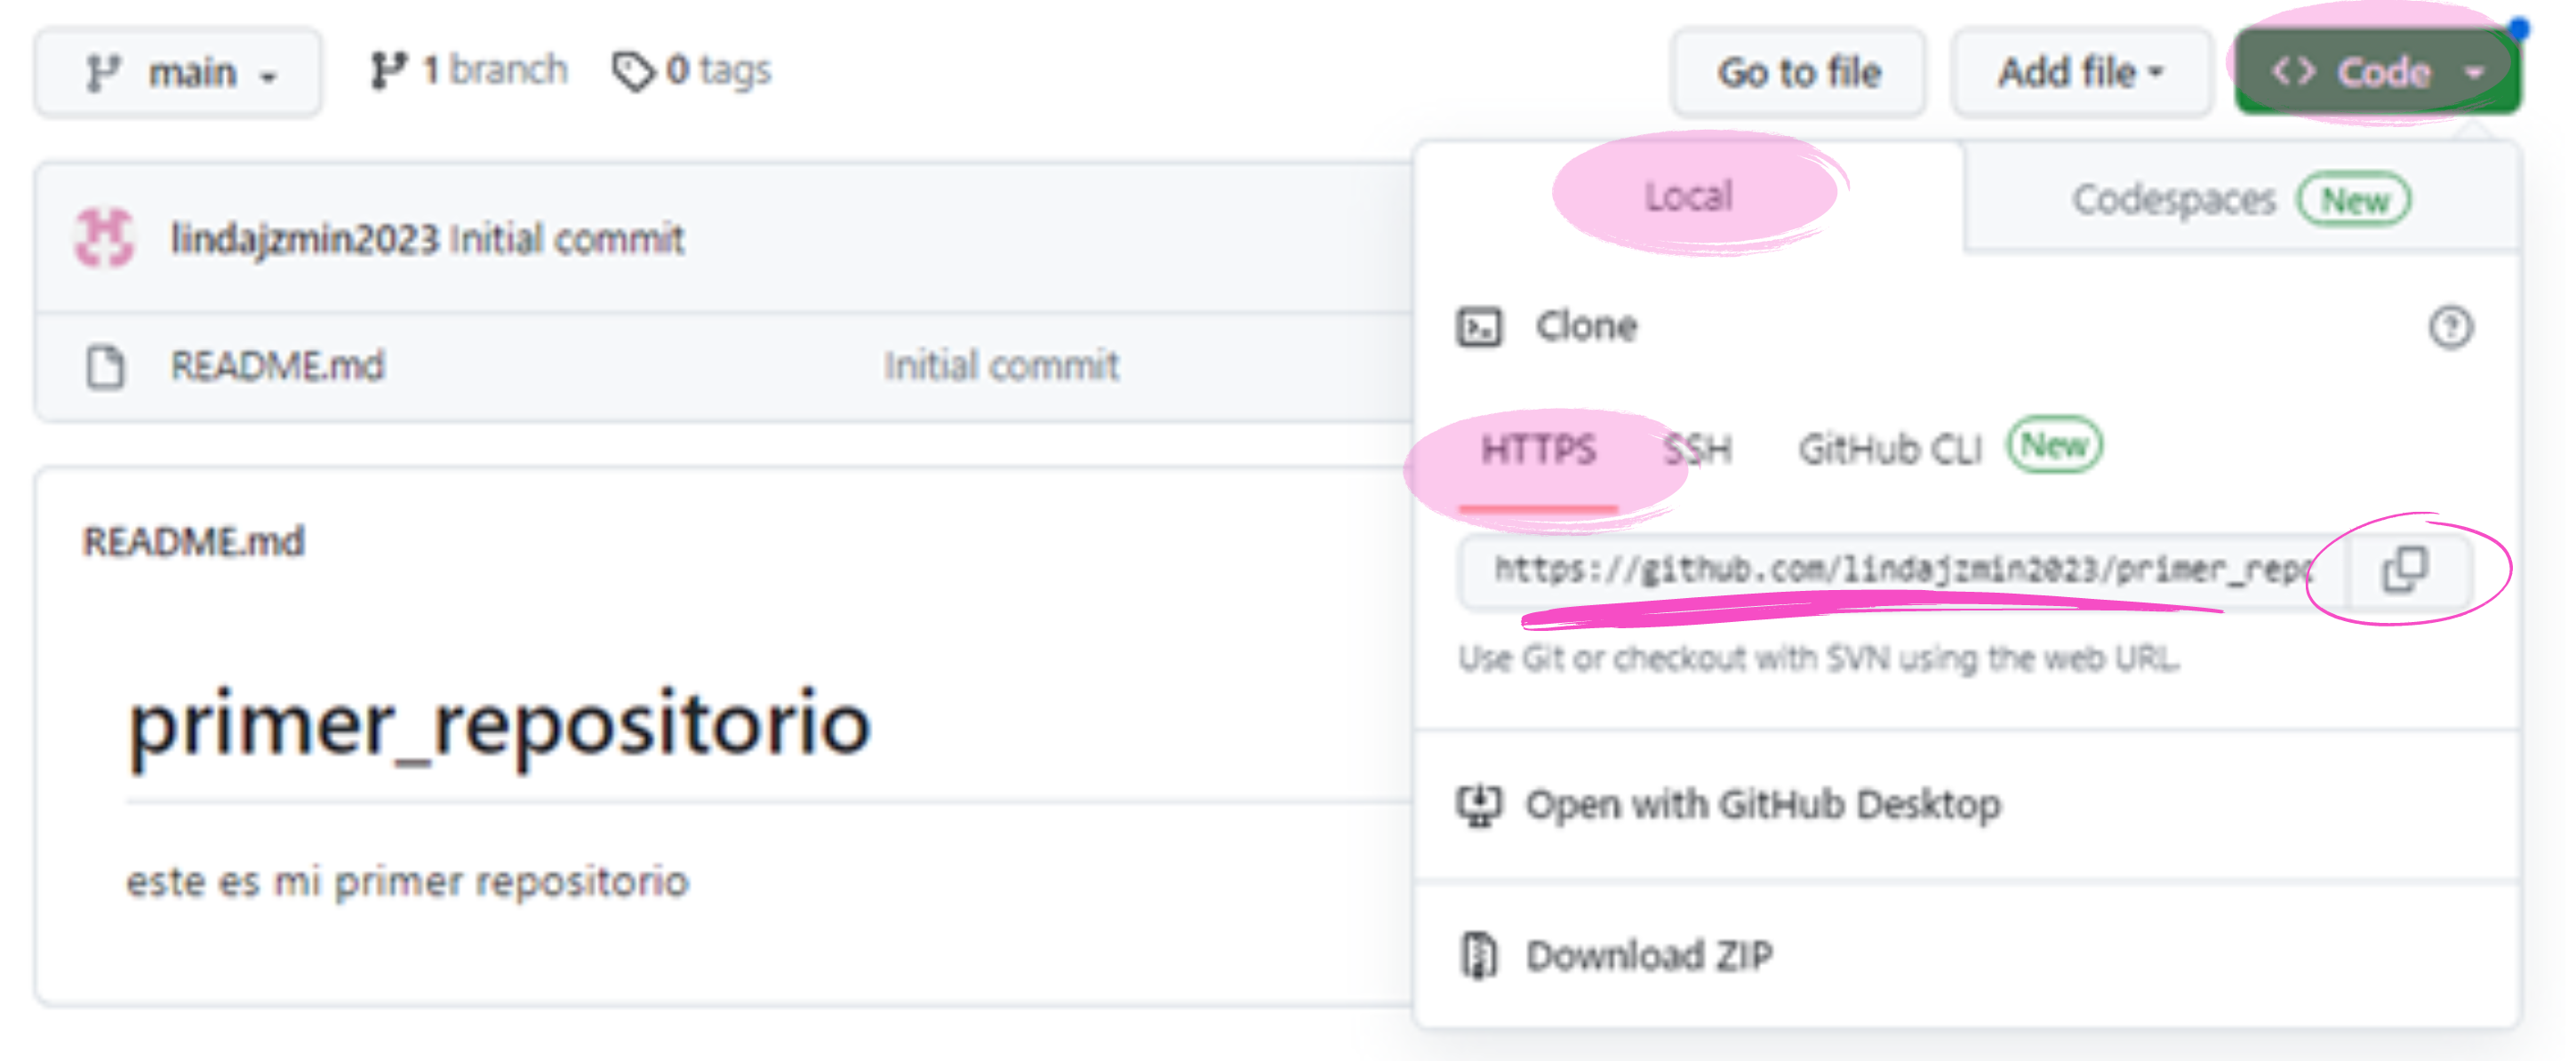 main 1 branch 0 tags Go to file Add file <> Code
Local Codespaces New
lindajzmin2023 Initial commit
Clone
README.md Initial commit
HTTPS SSH GitHub CLI New
README.md
https://github.com/lindajzmin2023/primer_repo
Use Git or checkout with SVN using the web URL.
primer_repositorio
Open with GitHub Desktop
este es mi primer repositorio
Download ZIP